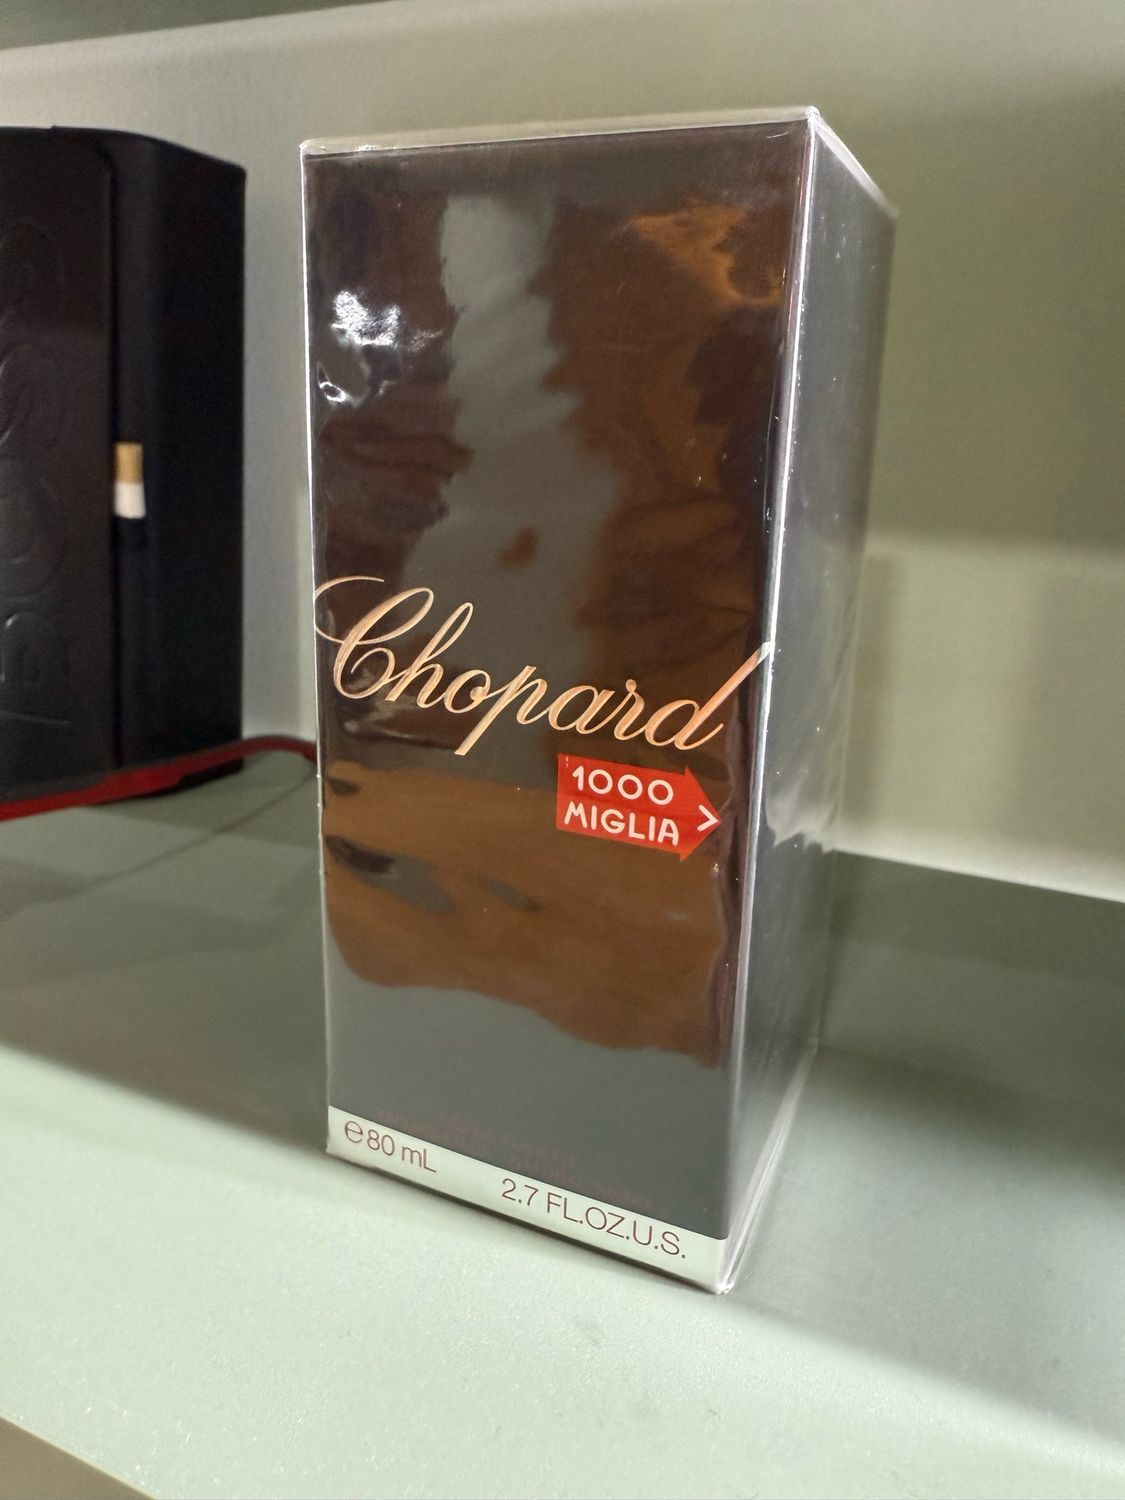 Chopard
1000
MIGLIA >
℮80 mL
2.7 FL.OZ.U.S.